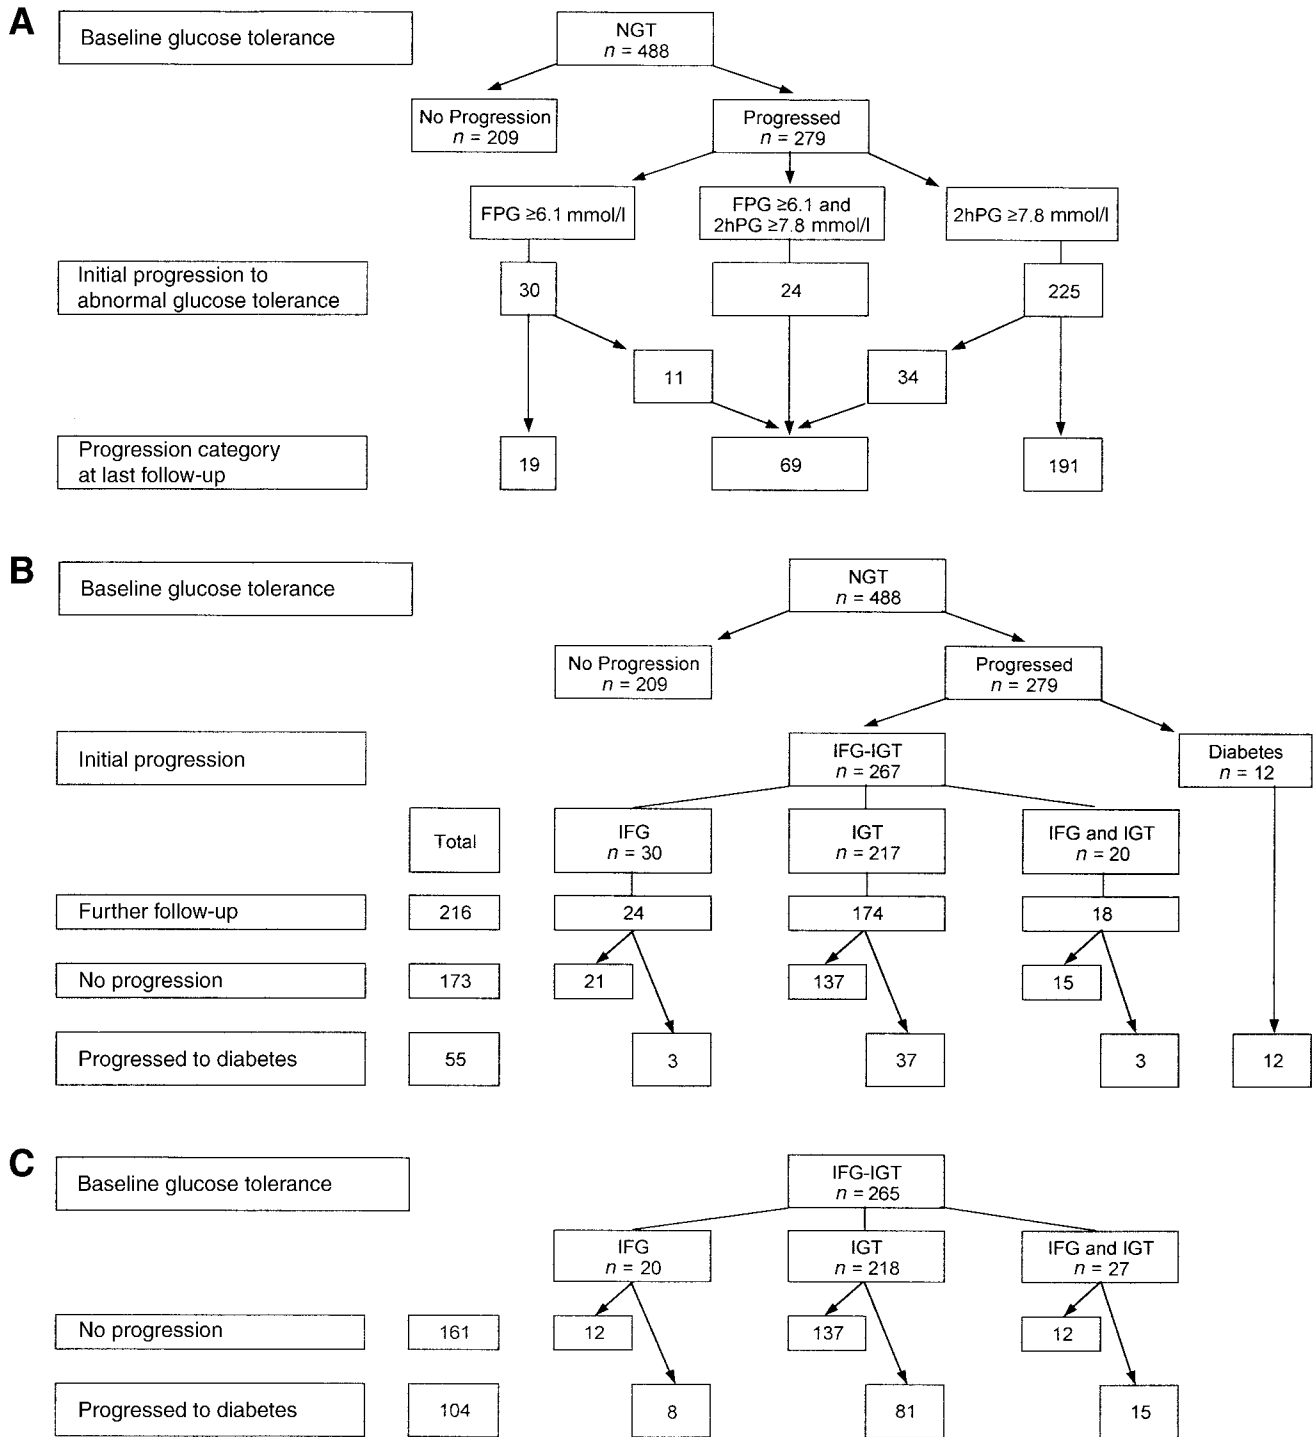 A
Baseline glucose tolerance
NGT
n = 488
No Progression
n = 209
Progressed
n = 279
FPG ≥6.1 mmol/l
FPG ≥6.1 and
2hPG ≥7.8 mmol/l
2hPG ≥7.8 mmol/l
Initial progression to
abnormal glucose tolerance
30
24
225
11
34
Progression category
at last follow-up
19
69
191
B
Baseline glucose tolerance
NGT
n = 488
No Progression
n = 209
Progressed
n = 279
Initial progression
IFG-IGT
n = 267
Diabetes
n = 12
Total
IFG
n = 30
IGT
n = 217
IFG and IGT
n = 20
Further follow-up
216
24
174
18
No progression
173
21
137
15
Progressed to diabetes
55
3
37
3
12
C
Baseline glucose tolerance
IFG-IGT
n = 265
IFG
n = 20
IGT
n = 218
IFG and IGT
n = 27
No progression
161
12
137
12
Progressed to diabetes
104
8
81
15